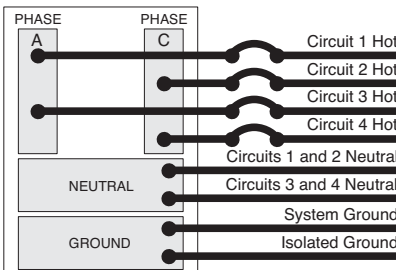 PHASE PHASE
A C
Circuit 1 Hot
Circuit 2 Hot
Circuit 3 Hot
Circuit 4 Hot
Circuits 1 and 2 Neutral
NEUTRAL
Circuits 3 and 4 Neutral
System Ground
GROUND
Isolated Ground